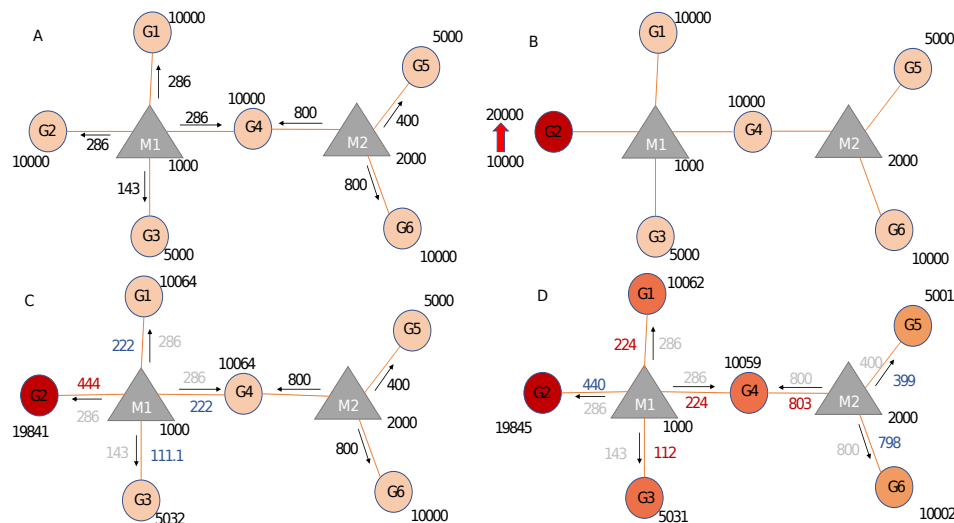 A
10000
G1
286
5000
G5
G2
286
10000
M1
1000
286
10000
G4
800
M2
400
2000
143
800
G3
5000
G6
10000
B
10000
G1
5000
G5
20000
10000
G2
M1
1000
10000
G4
M2
2000
G3
5000
G6
10000
C
10064
G1
222
286
5000
G5
G2
444
286
19841
M1
1000
286
222
10064
G4
800
M2
400
2000
143
111.1
800
G3
5032
G6
10000
D
10062
G1
224
286
5001
G5
G2
440
286
19845
M1
1000
286
224
10059
G4
800
803
M2
400
399
2000
143
112
800
798
G3
5031
G6
10002